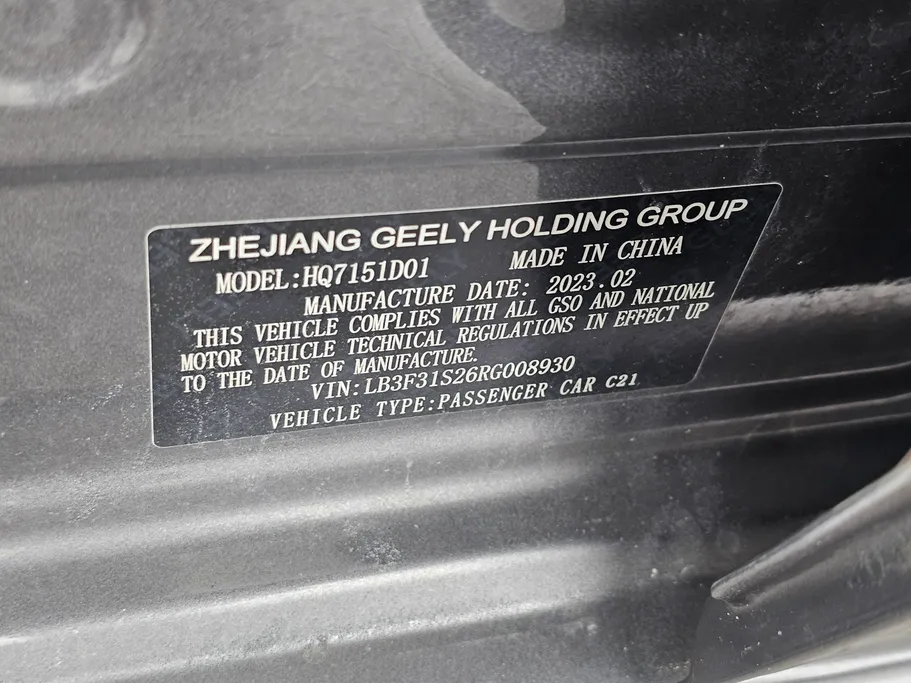 ZHEJIANG GEELY HOLDING GROUP
MODEL:HQ7151D01 MADE IN CHINA
MANUFACTURE DATE: 2023.02
THIS VEHICLE COMPLIES WITH ALL GSO AND NATIONAL
MOTOR VEHICLE TECHNICAL REGULATIONS IN EFFECT UP
TO THE DATE OF MANUFACTURE.
VIN:LB3F31S26RG008930
VEHICLE TYPE:PASSENGER CAR C21